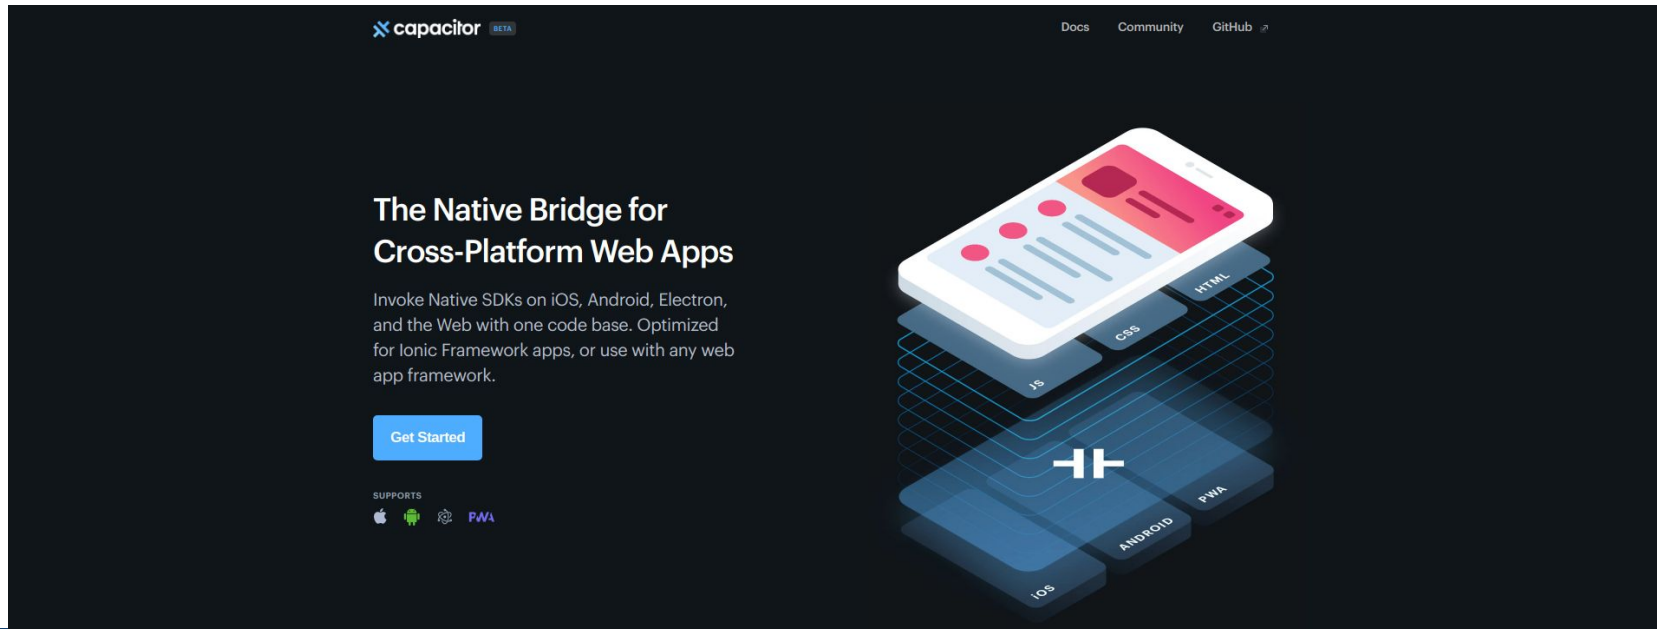 capacitor BETA
Docs Community GitHub
The Native Bridge for
Cross-Platform Web Apps
Invoke Native SDKs on iOS, Android, Electron,
and the Web with one code base. Optimized
for Ionic Framework apps, or use with any web
app framework.
Get Started
SUPPORTS
PWA
HTML
CSS
JS
PWA
ANDROID
iOS